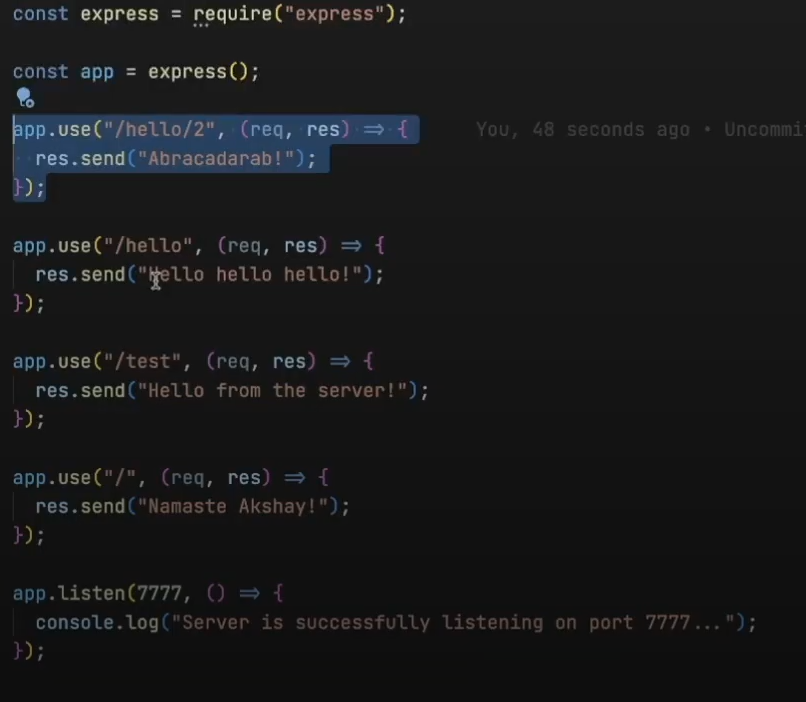 const express = require("express");
const app = express();
app.use("/hello/2", (req, res) => {    You, 48 seconds ago • Uncommi
  res.send("Abracadarab!");
});
app.use("/hello", (req, res) => {
  res.send("Hello hello hello!");
});
app.use("/test", (req, res) => {
  res.send("Hello from the server!");
});
app.use("/", (req, res) => {
  res.send("Namaste Akshay!");
});
app.listen(7777, () => {
  console.log("Server is successfully listening on port 7777...");
});